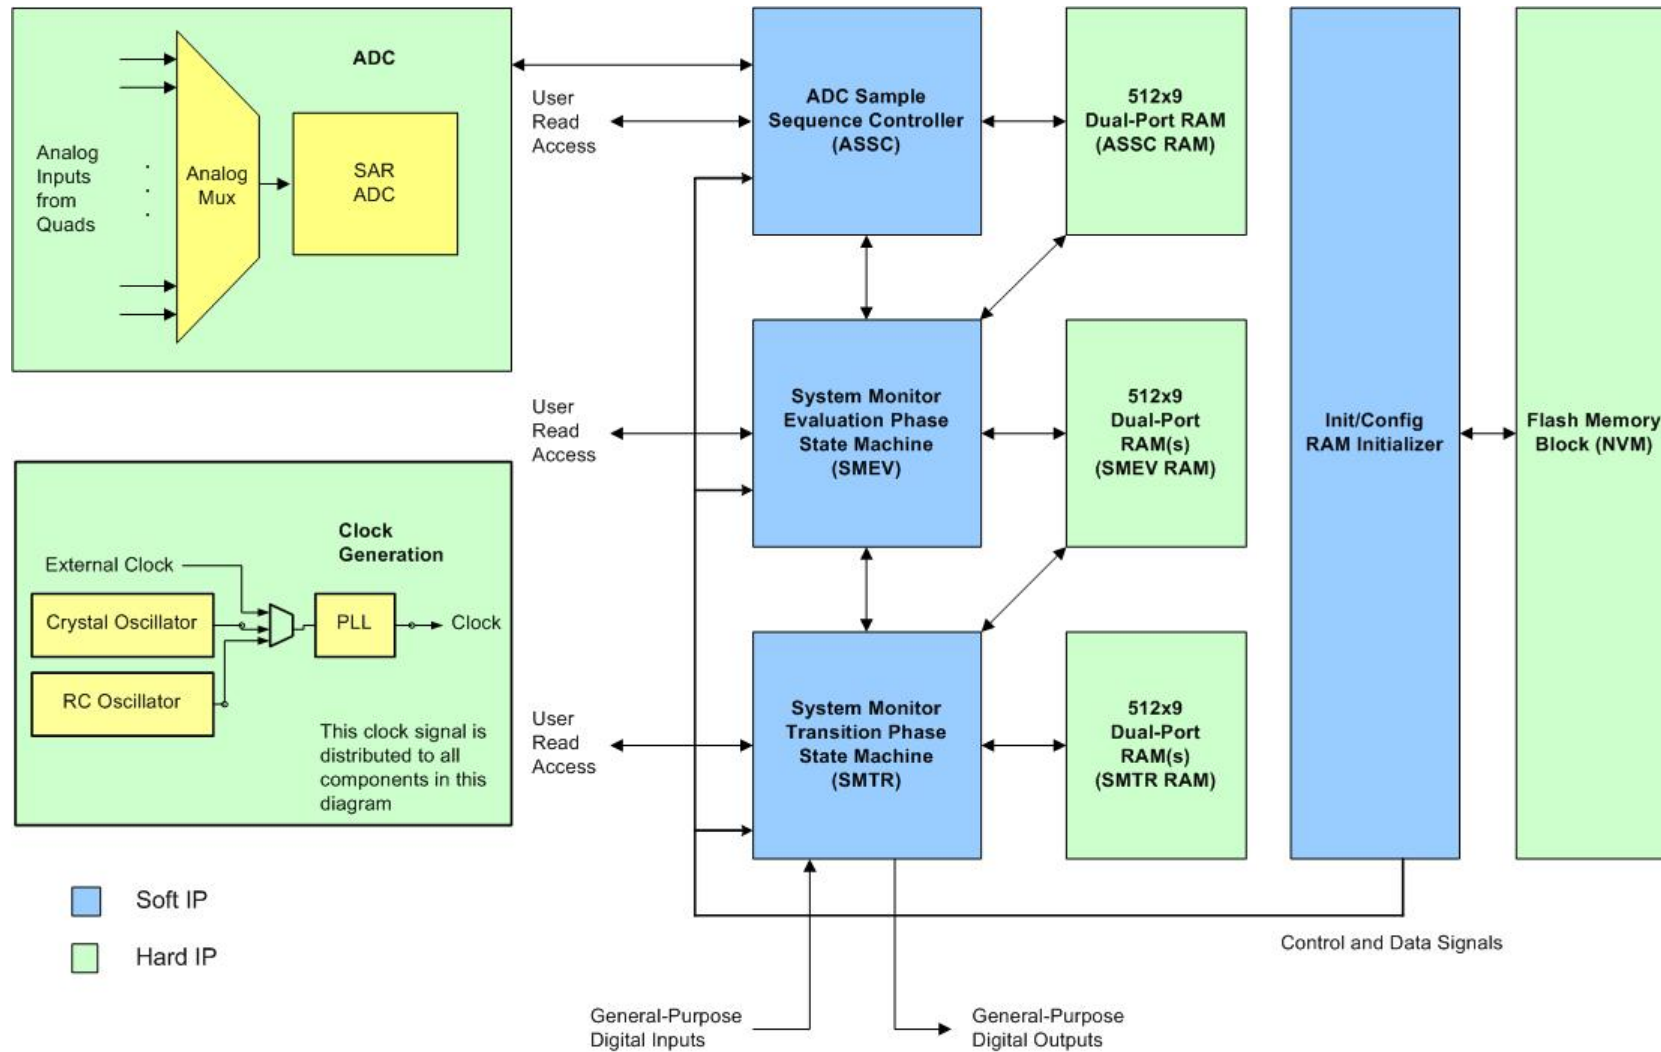 ADC
Analog
Inputs
from
Quads
Analog
Mux
SAR
ADC
User
Read
Access
ADC Sample
Sequence Controller
(ASSC)
512x9
Dual-Port RAM
(ASSC RAM)
User
Read
Access
System Monitor
Evaluation Phase
State Machine
(SMEV)
512x9
Dual-Port
RAM(s)
(SMEV RAM)
Init/Config
RAM Initializer
Flash Memory
Block (NVM)
Clock
Generation
External Clock
Crystal Oscillator
PLL
Clock
RC Oscillator
This clock signal is
distributed to all
components in this
diagram
User
Read
Access
System Monitor
Transition Phase
State Machine
(SMTR)
512x9
Dual-Port
RAM(s)
(SMTR RAM)
Soft IP
Hard IP
Control and Data Signals
General-Purpose
Digital Inputs
General-Purpose
Digital Outputs